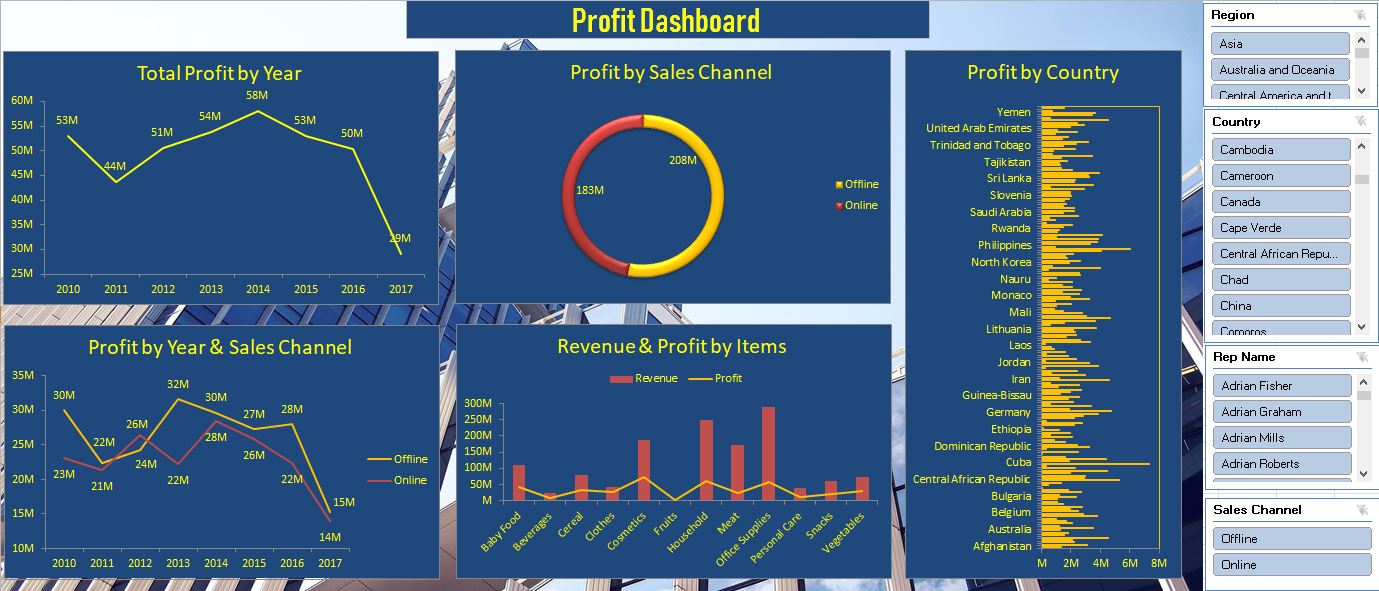 Profit Dashboard
Total Profit by Year
60M
55M
50M
45M
40M
35M
30M
25M
53M
44M
51M
54M
58M
53M
50M
29M
2010 2011 2012 2013 2014 2015 2016 2017
Profit by Sales Channel
208M
183M
Offline
Online
Profit by Year & Sales Channel
35M
30M
25M
20M
15M
10M
30M
22M
24M
32M
30M
27M
28M
15M
23M
21M
26M
22M
28M
26M
22M
14M
Offline
Online
2010 2011 2012 2013 2014 2015 2016 2017
Revenue & Profit by Items
Revenue Profit
300M
250M
200M
150M
100M
50M
M
Baby Food
Beverages
Cereal
Clothes
Cosmetics
Fruits
Household
Meat
Office Supplies
Personal Care
Snacks
Vegetables
Profit by Country
Yemen
United Arab Emirates
Trinidad and Tobago
Tajikistan
Sri Lanka
Slovenia
Saudi Arabia
Rwanda
Philippines
North Korea
Nauru
Monaco
Mali
Lithuania
Laos
Jordan
Iran
Guinea-Bissau
Germany
Ethiopia
Dominican Republic
Cuba
Central African Republic
Bulgaria
Belgium
Australia
Afghanistan
M 2M 4M 6M 8M
Region
Asia
Australia and Oceania
Central America and t
Country
Cambodia
Cameroon
Canada
Cape Verde
Central African Repu...
Chad
China
Comoros
Rep Name
Adrian Fisher
Adrian Graham
Adrian Mills
Adrian Roberts
Sales Channel
Offline
Online